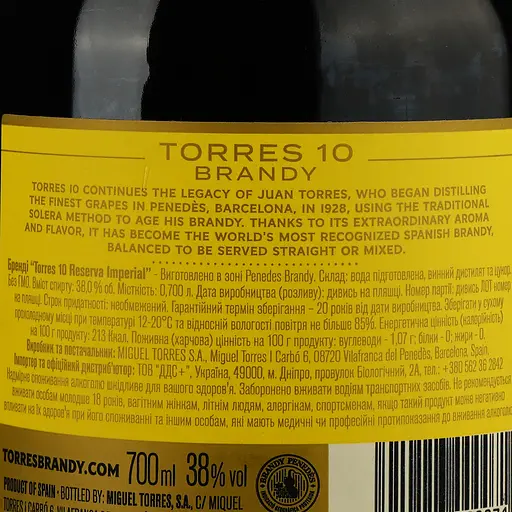 TORRES 10
BRANDY
TORRES 10 CONTINUES THE LEGACY OF JUAN TORRES, WHO BEGAN DISTILLING
THE FINEST GRAPES IN PENEDÈS, BARCELONA, IN 1928, USING THE TRADITIONAL
SOLERA METHOD TO AGE HIS BRANDY. THANKS TO ITS EXTRAORDINARY AROMA
AND FLAVOR, IT HAS BECOME THE WORLD'S MOST RECOGNIZED SPANISH BRANDY,
BALANCED TO BE SERVED STRAIGHT OR MIXED.
Бренді "Torres 10 Reserva Imperial" - Виготовлено в зоні Penedes Brandy. Склад: вода підготовлена, винний дистилят та цукор.
Без ГМО. Вміст спирту: 38,0 % об. Місткість: 0,700 л. Дата виробництва (розливу): дивись на пляшці. Номер партії: дивись ЛОТ номер
на пляшці. Строк придатності: необмежений. Гарантійний термін зберігання – 20 років від дати виробництва. Зберігати у сухому
прохолодному місці при температурі 12-20°C та відносній вологості повітря не більше 85%. Енергетична цінність (калорійність)
на 100 г продукту: 213 Ккал. Поживна (харчова) цінність на 100 г продукту: вуглеводи - 1,07 г; білки - 0; жири - 0.
Виробник та постачальник: MIGUEL TORRES S.A., Miguel Torres I Carbó 6, 08720 Vilafranca del Penedès, Barcelona, Spain.
Імпортер та офіційний дистриб'ютор: ТОВ "ДДС+", Україна, 49000, м. Дніпро, провулок Біологічний, 2А, тел.: +380 562 36 2842
Надмірне споживання алкоголю шкідливе для вашого здоров'я. Заборонено вживати водіям транспортних засобів. Не рекомендується
вживати особам молодше 18 років, вагітним жінкам, літнім людям, алергікам, спортсменам, якщо такий продукт може негативно
впливати на їх здоров'я при його споживанні та іншим особам, які мають медичні чи професійні протипоказання до вживання алкоголю
TORRESBRANDY.COM 700 ml 38% vol
BRANDY PENEDÈS
PRODUCT OF SPAIN • BOTTLED BY: MIGUEL TORRES, S.A., C/ MIQUEL